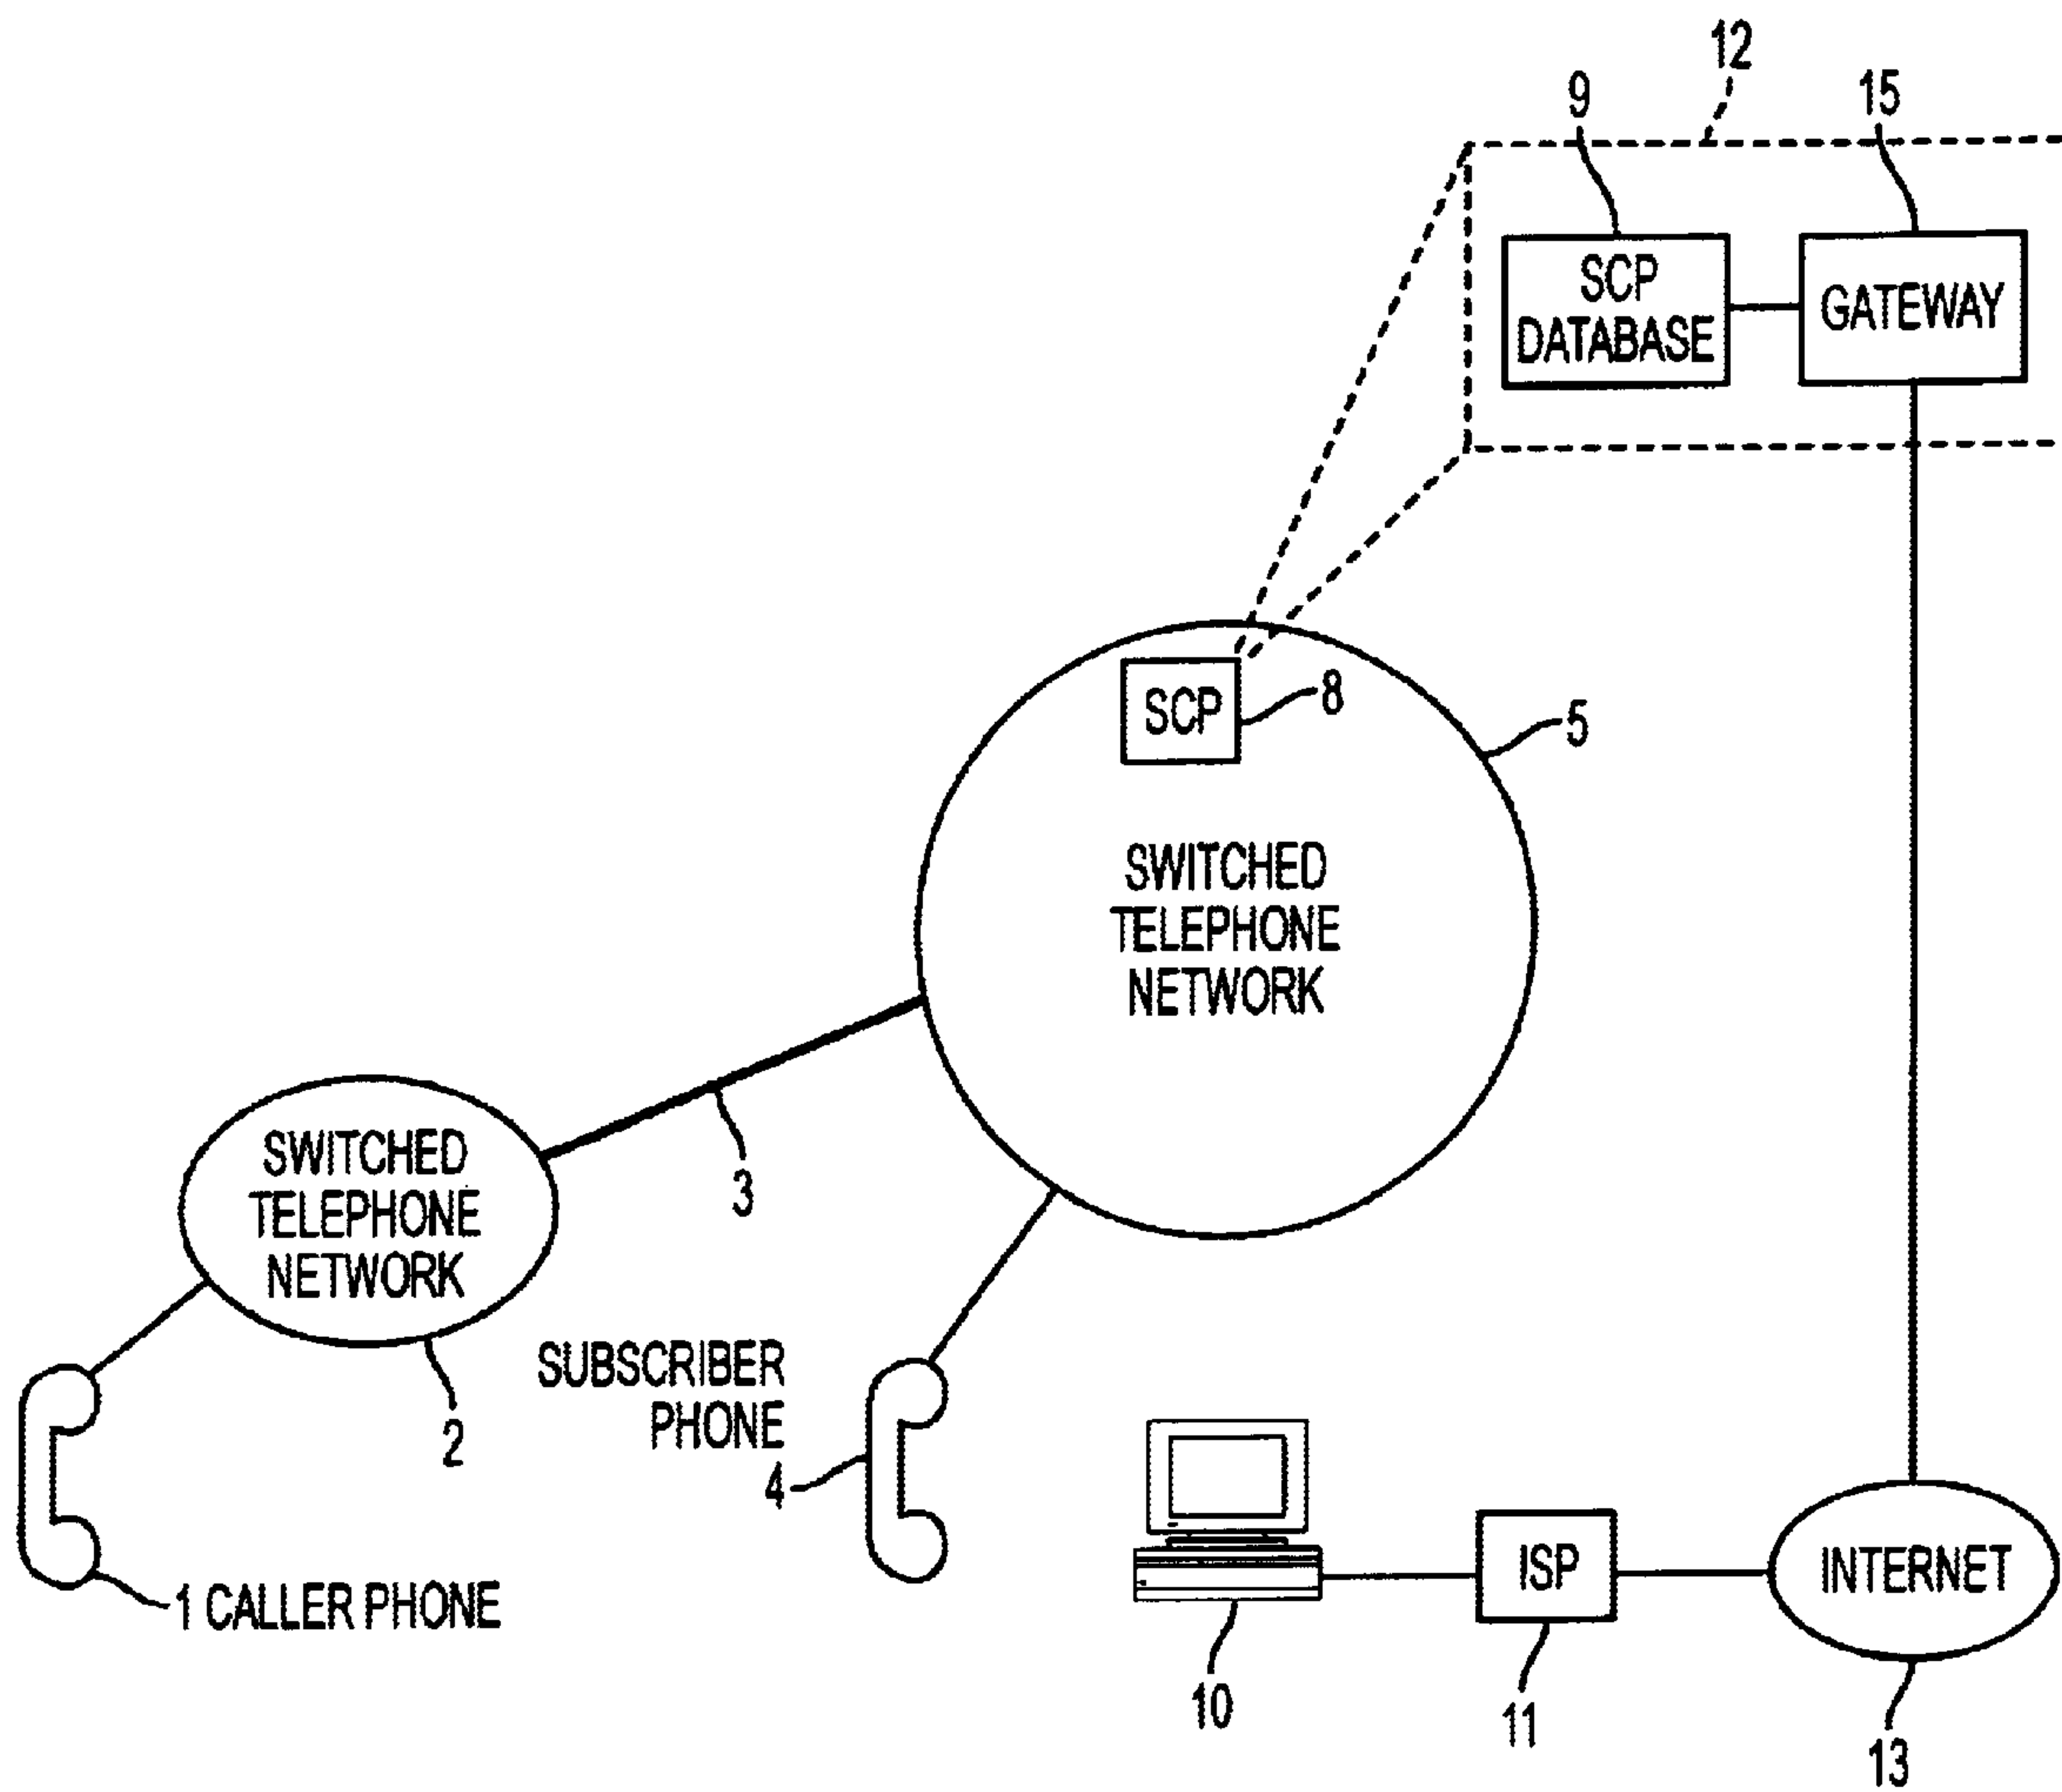 12
9
15
SCP
DATABASE
GATEWAY
SCP
8
5
SWITCHED
TELEPHONE
NETWORK
3
SWITCHED
TELEPHONE
NETWORK
2
SUBSCRIBER
PHONE
4
1 CALLER PHONE
ISP
INTERNET
10
11
13